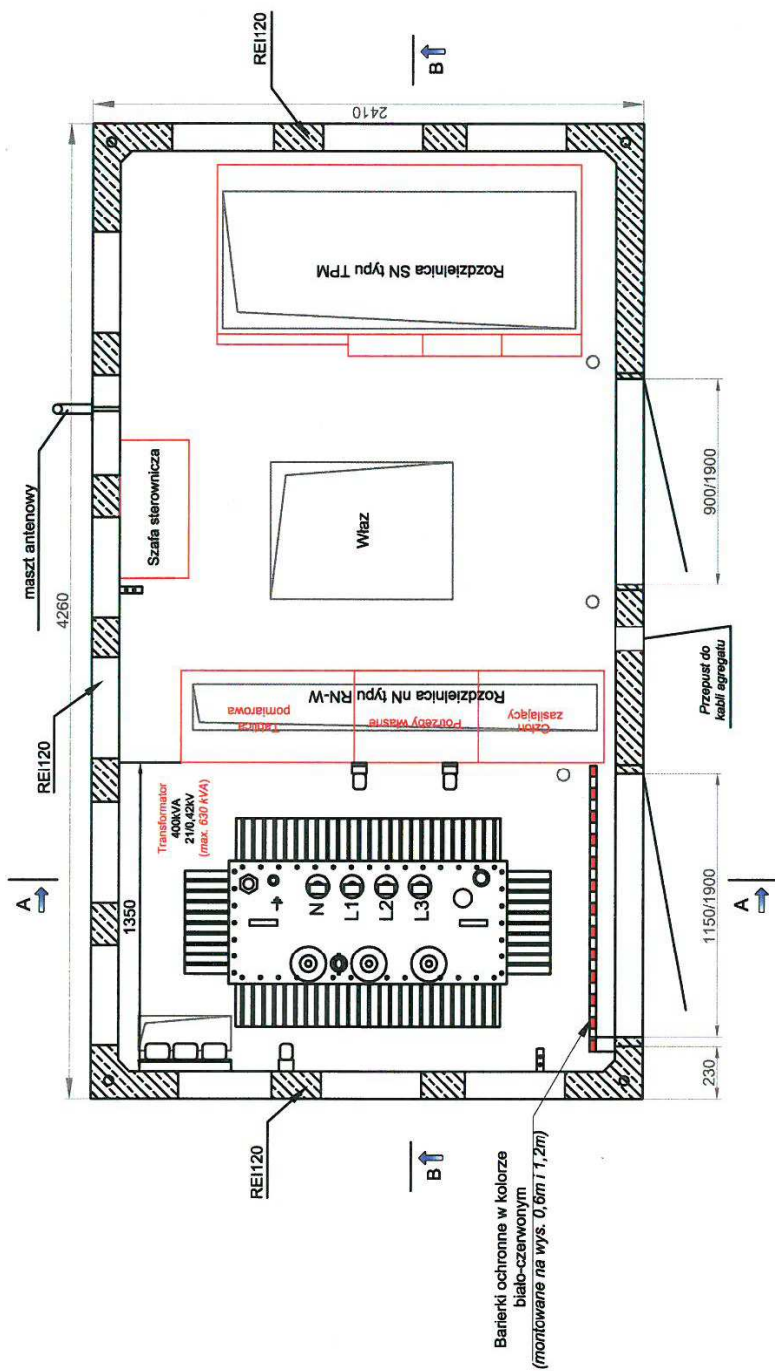 REI120
maszt antenowy
REI120
4260
A
B
2410
REI120
B
Szafa sterownicza
Właz
Rozdzielnica SN typu TPM
Rozdzielnica nN typu RN-W
Tablica
pomiarowa
Potrzeby własne
Człon
zasilający
Transformator
400kVA
21/0,42kV
(max. 630 kVA)
1350
N
L1
L2
L3
230
1150/1900
A
900/1900
Przepust do
kabli agregatu
Barierki ochronne w kolorze
biało-czerwonym
(montowane na wys. 0,6m i 1,2m)